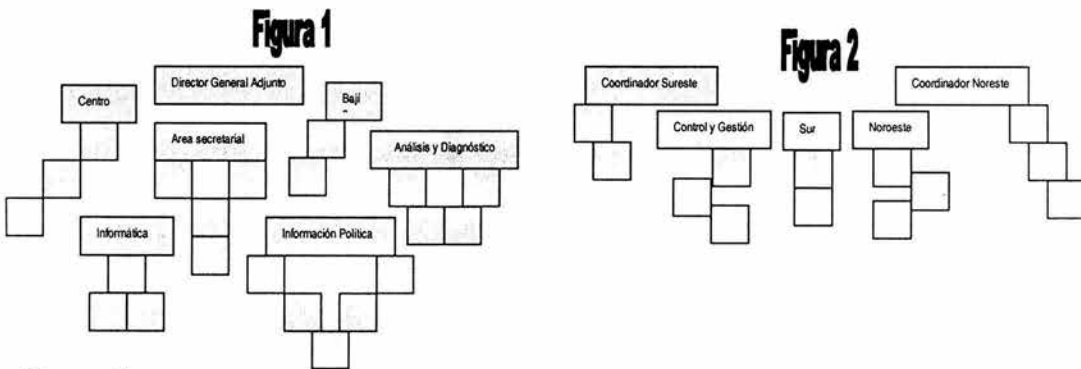 Figura 1
Director General Adjunto
Centro
Bají
Area secretarial
Análisis y Diagnóstico
Informática
Información Política
Figura 2
Coordinador Sureste
Coordinador Noreste
Control y Gestión
Sur
Noroeste